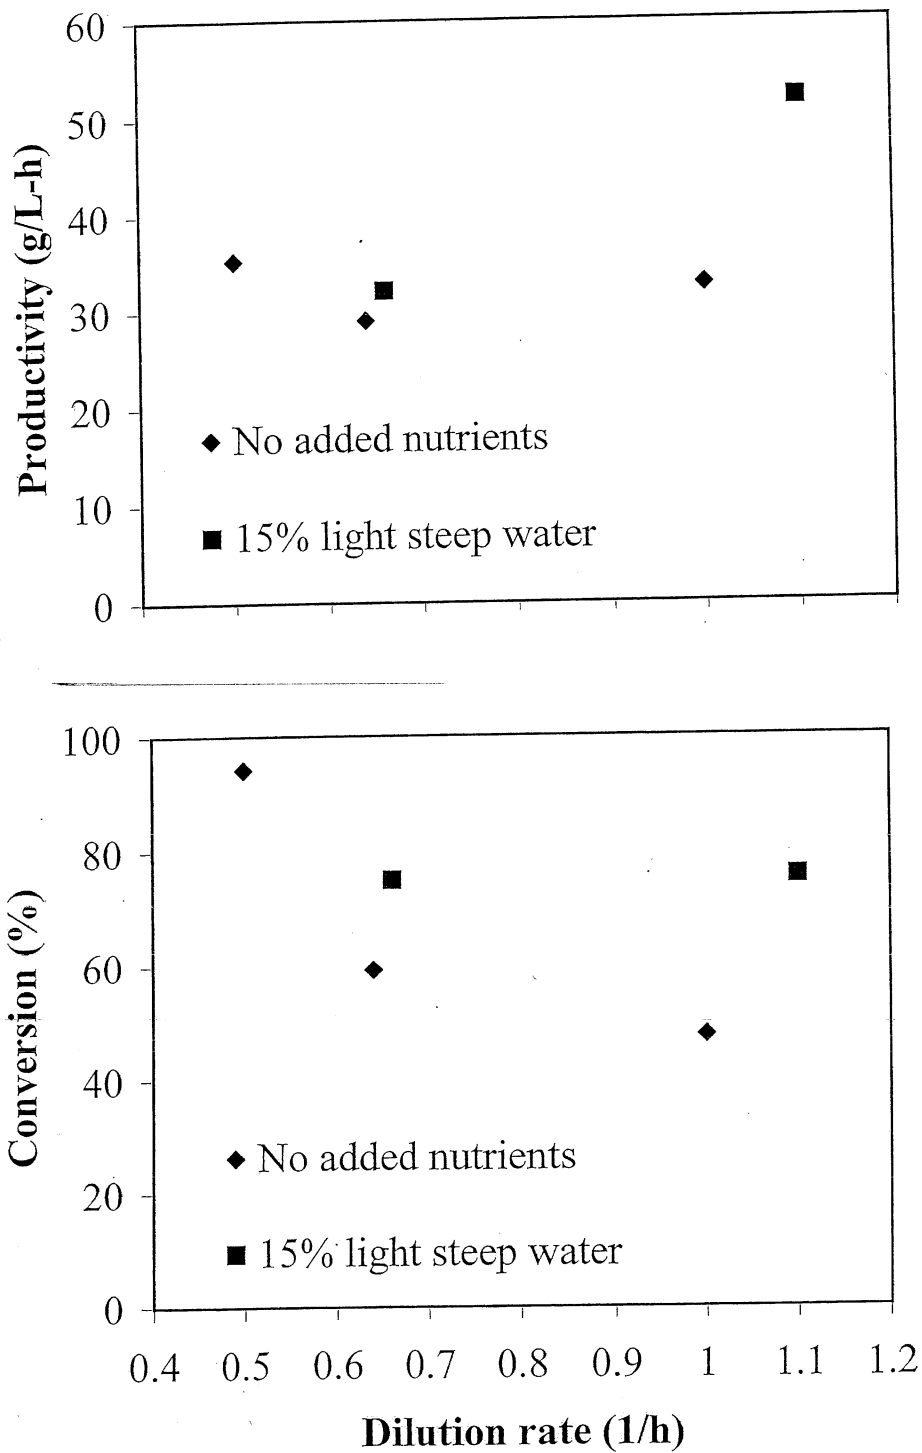 60
50
40
30
20
10
0
Productivity (g/L-h)
No added nutrients
15% light steep water
100
80
60
40
20
0
Conversion (%)
No added nutrients
15% light steep water
0.4 0.5 0.6 0.7 0.8 0.9 1 1.1 1.2
Dilution rate (1/h)